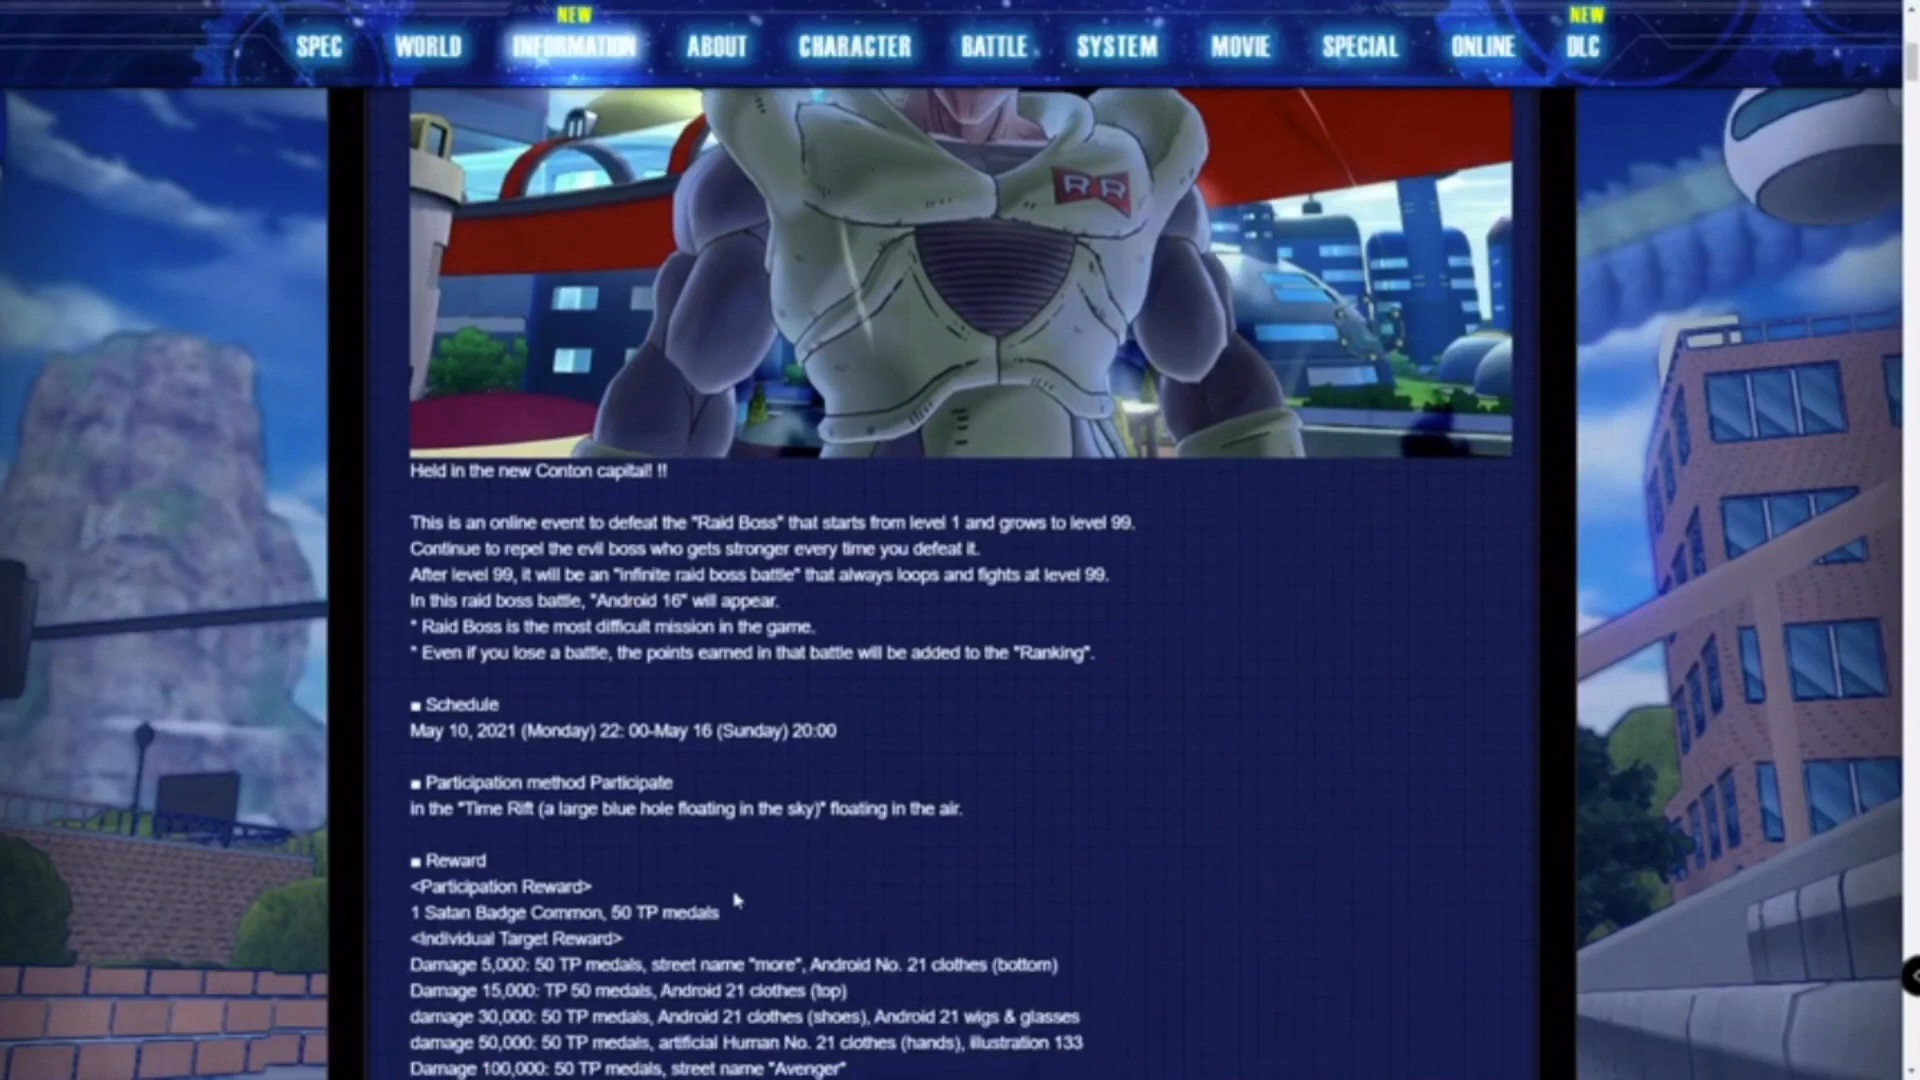 NEW
NEW
SPEC WORLD INFORMATION ABOUT CHARACTER BATTLE SYSTEM MOVIE SPECIAL ONLINE DLC
RR
Held in the new Conton capital! !!
This is an online event to defeat the "Raid Boss" that starts from level 1 and grows to level 99.
Continue to repel the evil boss who gets stronger every time you defeat it.
After level 99, it will be an "infinite raid boss battle" that always loops and fights at level 99.
In this raid boss battle, "Android 16" will appear.
* Raid Boss is the most difficult mission in the game.
* Even if you lose a battle, the points earned in that battle will be added to the "Ranking".
■ Schedule
May 10, 2021 (Monday) 22: 00-May 16 (Sunday) 20:00
■ Participation method Participate
in the "Time Rift (a large blue hole floating in the sky)" floating in the air.
■ Reward
<Participation Reward>
1 Satan Badge Common, 50 TP medals
<Individual Target Reward>
Damage 5,000: 50 TP medals, street name "more", Android No. 21 clothes (bottom)
Damage 15,000: TP 50 medals, Android 21 clothes (top)
damage 30,000: 50 TP medals, Android 21 clothes (shoes), Android 21 wigs & glasses
damage 50,000: 50 TP medals, artificial Human No. 21 clothes (hands), illustration 133
Damage 100,000: 50 TP medals, street name "Avenger"